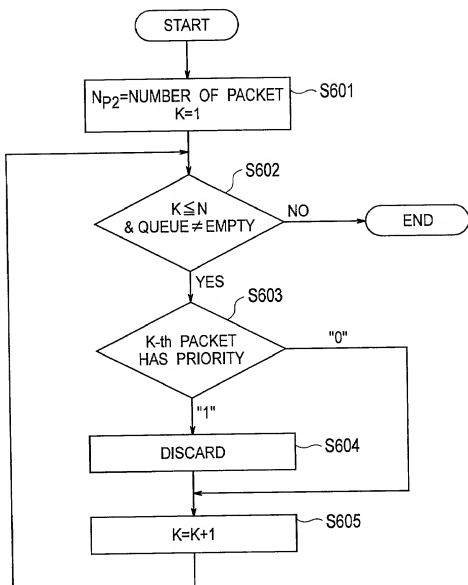 START
NP2=NUMBER OF PACKET
K=1
S601
S602
K≦N
& QUEUE≠EMPTY
NO
END
YES
S603
K-th PACKET
HAS PRIORITY
"0"
"1"
DISCARD
S604
K=K+1
S605